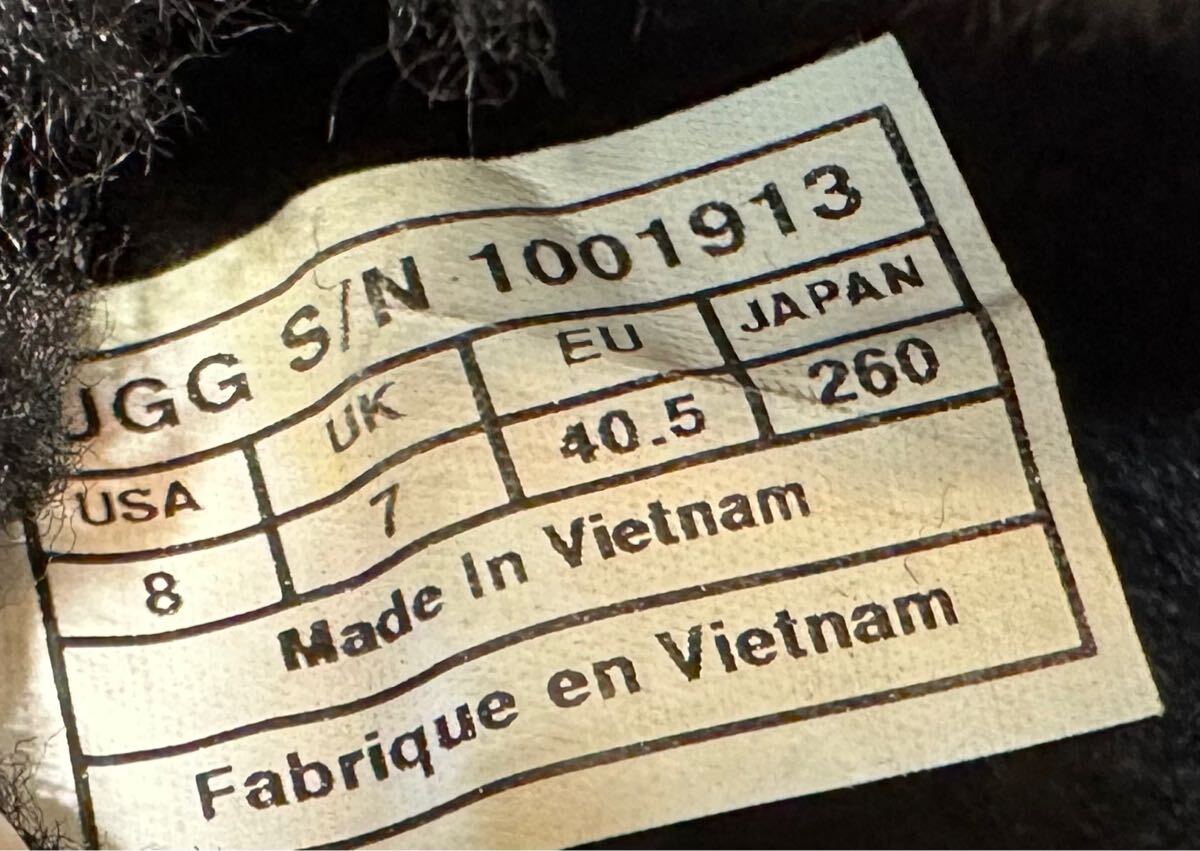 UGG S/N 1001913
USA UK EU JAPAN
8 7 40.5 260
Made In Vietnam
Fabrique en Vietnam